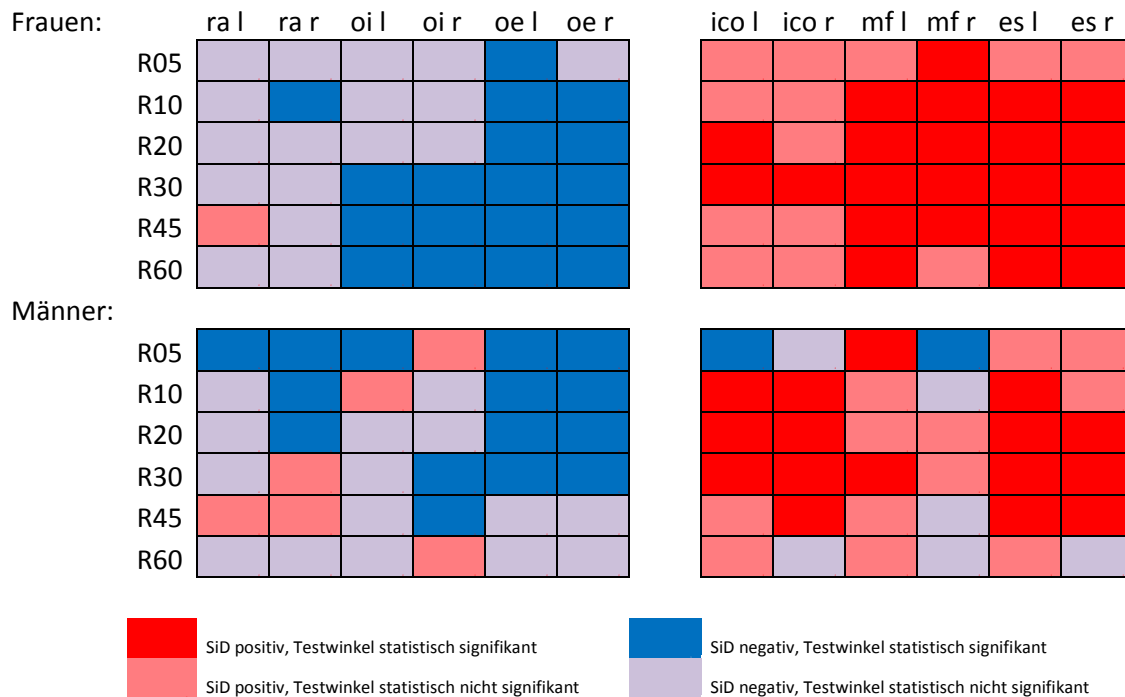 Frauen: ra l ra r oi l oi r oe l oe r ico l ico r mf l mf r es l es r
R05
R10
R20
R30
R45
R60
Männer:
R05
R10
R20
R30
R45
R60
SiD positiv, Testwinkel statistisch signifikant SiD negativ, Testwinkel statistisch signifikant
SiD positiv, Testwinkel statistisch nicht signifikant SiD negativ, Testwinkel statistisch nicht signifikant